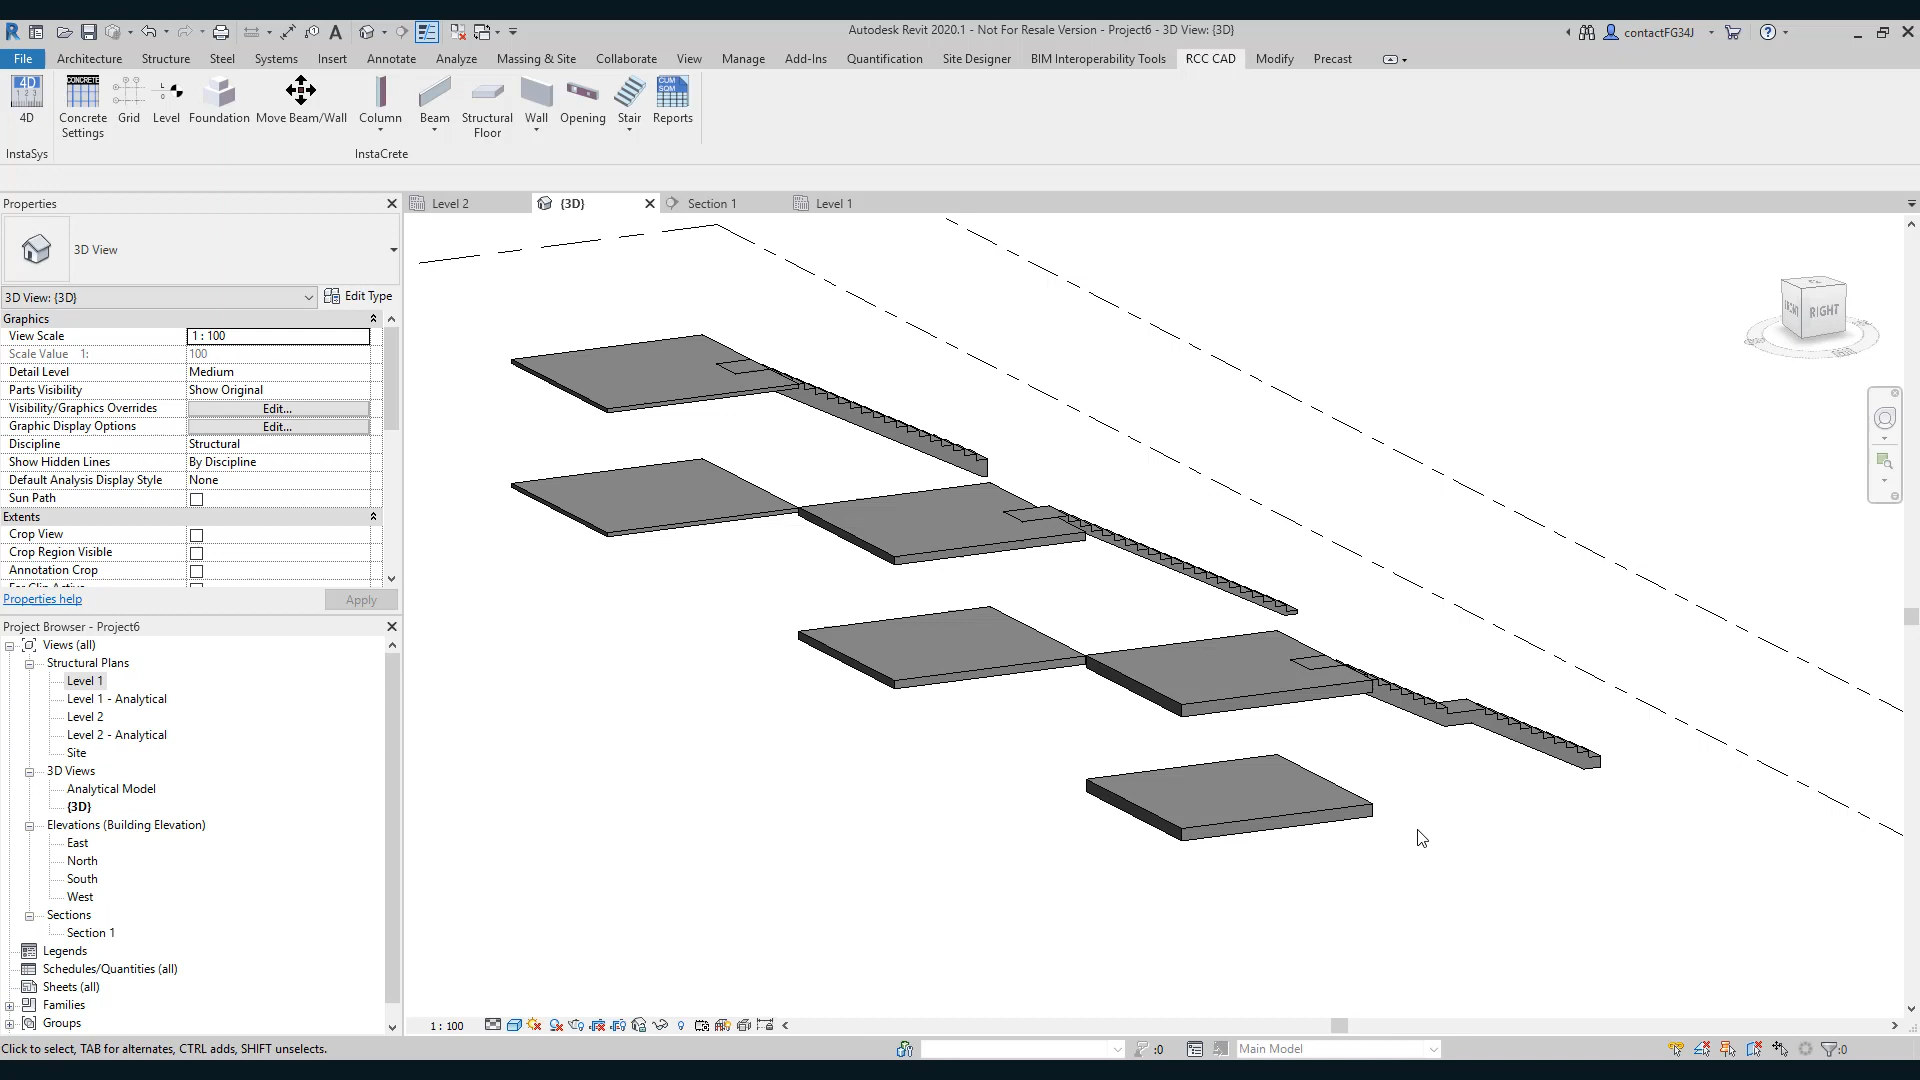 Autodesk Revit 2020.1 - Not For Resale Version - Project6 - 3D View: {3D}
contactFG34J
File Architecture Structure Steel Systems Insert Annotate Analyze Massing & Site Collaborate View Manage Add-Ins Quantification Site Designer BIM Interoperability Tools RCC CAD Modify Precast
4D
1 2 3
CONCRETE
L
0
CUM
SQM
4D Concrete Grid Level Foundation Move Beam/Wall Column Beam Structural Wall Opening Stair Reports
Settings Floor
InstaSys InstaCrete
Properties
3D View
3D View: {3D} Edit Type
Graphics
View Scale 1 : 100
Scale Value 1: 100
Detail Level Medium
Parts Visibility Show Original
Visibility/Graphics Overrides Edit...
Graphic Display Options Edit...
Discipline Structural
Show Hidden Lines By Discipline
Default Analysis Display Style None
Sun Path
Extents
Crop View
Crop Region Visible
Annotation Crop
Properties help Apply
Project Browser - Project6
Views (all)
Structural Plans
Level 1
Level 1 - Analytical
Level 2
Level 2 - Analytical
Site
3D Views
Analytical Model
{3D}
Elevations (Building Elevation)
East
North
South
West
Sections
Section 1
Legends
Schedules/Quantities (all)
Sheets (all)
Families
Groups
Level 2 {3D} Section 1 Level 1
RIGHT
1 : 100
Click to select, TAB for alternates, CTRL adds, SHIFT unselects.
:0
Main Model
:0